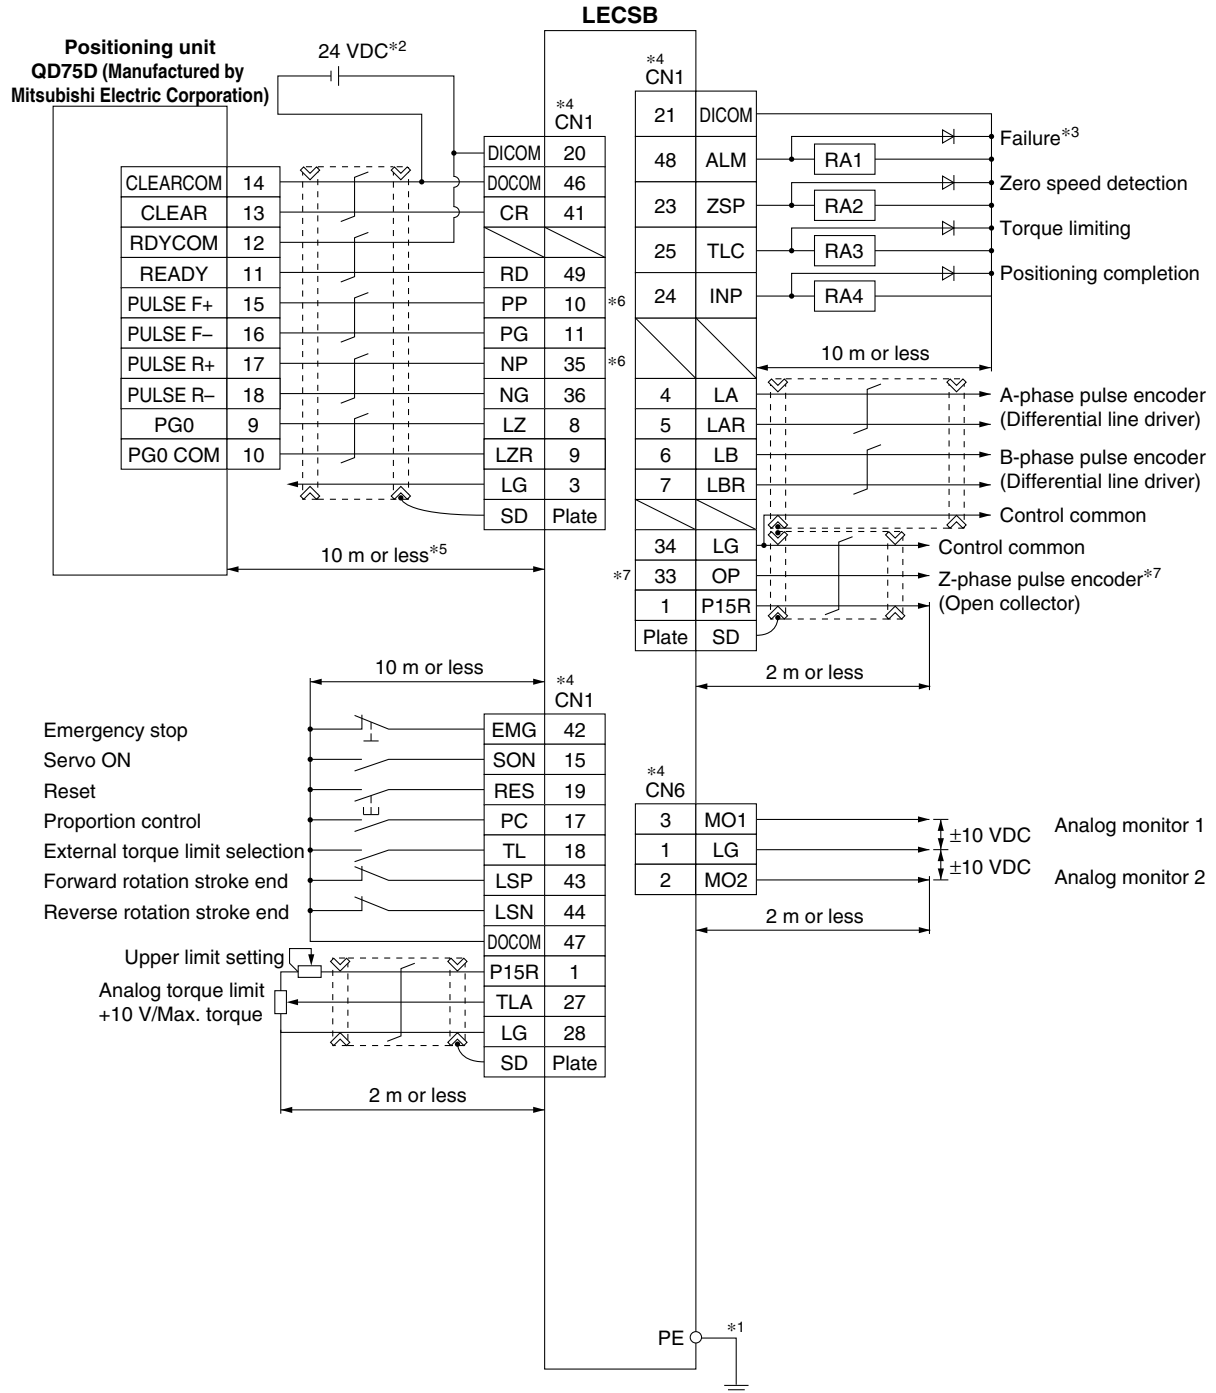 LECSB
Positioning unit
QD75D (Manufactured by
Mitsubishi Electric Corporation)
24 VDC*2
*4
CN1
DICOM 20
CLEARCOM 14 DOCOM 46
CLEAR 13 CR 41
RDYCOM 12
READY 11 RD 49
PULSE F+ 15 PP 10 *6
PULSE F– 16 PG 11
PULSE R+ 17 NP 35 *6
PULSE R– 18 NG 36
PG0 9 LZ 8
PG0 COM 10 LZR 9
LG 3
SD Plate
10 m or less*5
*4
CN1
21 DICOM
Failure*3
48 ALM RA1
Zero speed detection
23 ZSP RA2
Torque limiting
25 TLC RA3
Positioning completion
24 INP RA4
10 m or less
4 LA A-phase pulse encoder
5 LAR (Differential line driver)
6 LB B-phase pulse encoder
7 LBR (Differential line driver)
Control common
34 LG Control common
*7 33 OP Z-phase pulse encoder*7
1 P15R (Open collector)
Plate SD
2 m or less
10 m or less
*4
CN1
Emergency stop EMG 42
Servo ON SON 15
Reset RES 19
Proportion control PC 17
External torque limit selection TL 18
Forward rotation stroke end LSP 43
Reverse rotation stroke end LSN 44
DOCOM 47
Upper limit setting P15R 1
Analog torque limit
+10 V/Max. torque TLA 27
LG 28
SD Plate
2 m or less
*4
CN6
3 MO1 Analog monitor 1
±10 VDC
1 LG
±10 VDC
2 MO2 Analog monitor 2
2 m or less
PE *1